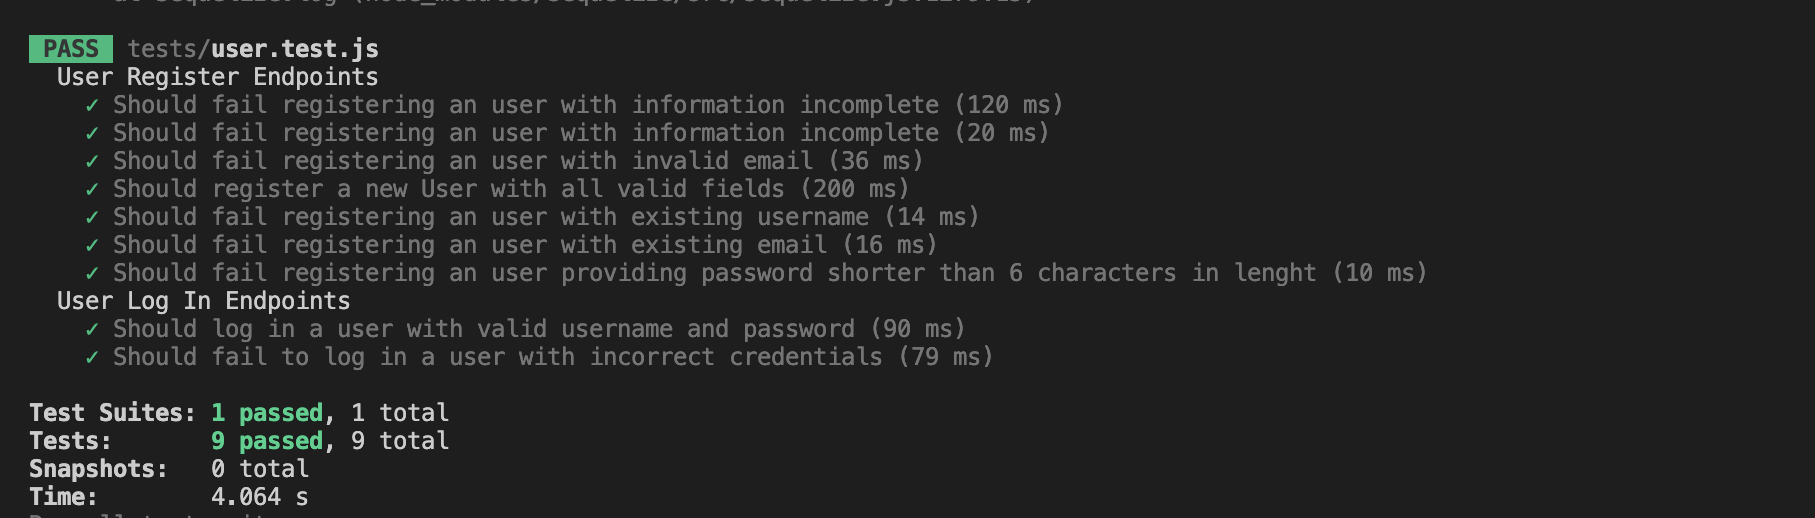 PASS tests/user.test.js
User Register Endpoints
✓ Should fail registering an user with information incomplete (120 ms)
✓ Should fail registering an user with information incomplete (20 ms)
✓ Should fail registering an user with invalid email (36 ms)
✓ Should register a new User with all valid fields (200 ms)
✓ Should fail registering an user with existing username (14 ms)
✓ Should fail registering an user with existing email (16 ms)
✓ Should fail registering an user providing password shorter than 6 characters in lenght (10 ms)
User Log In Endpoints
✓ Should log in a user with valid username and password (90 ms)
✓ Should fail to log in a user with incorrect credentials (79 ms)
Test Suites: 1 passed, 1 total
Tests: 9 passed, 9 total
Snapshots: 0 total
Time: 4.064 s